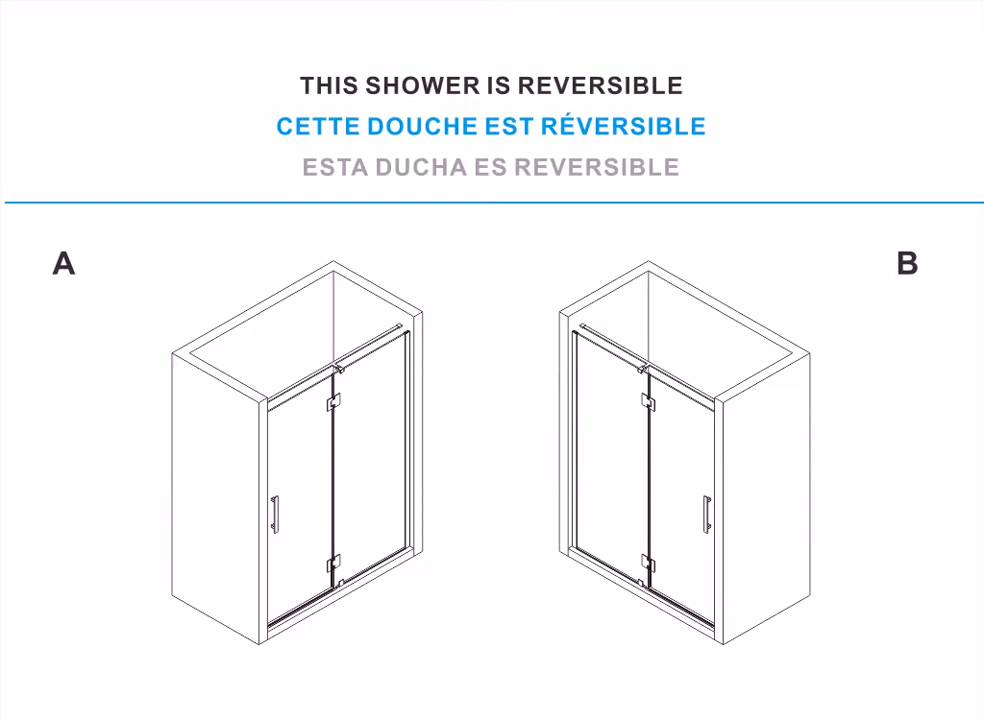 THIS SHOWER IS REVERSIBLE
CETTE DOUCHE EST RÉVERSIBLE
ESTA DUCHA ES REVERSIBLE
A
B